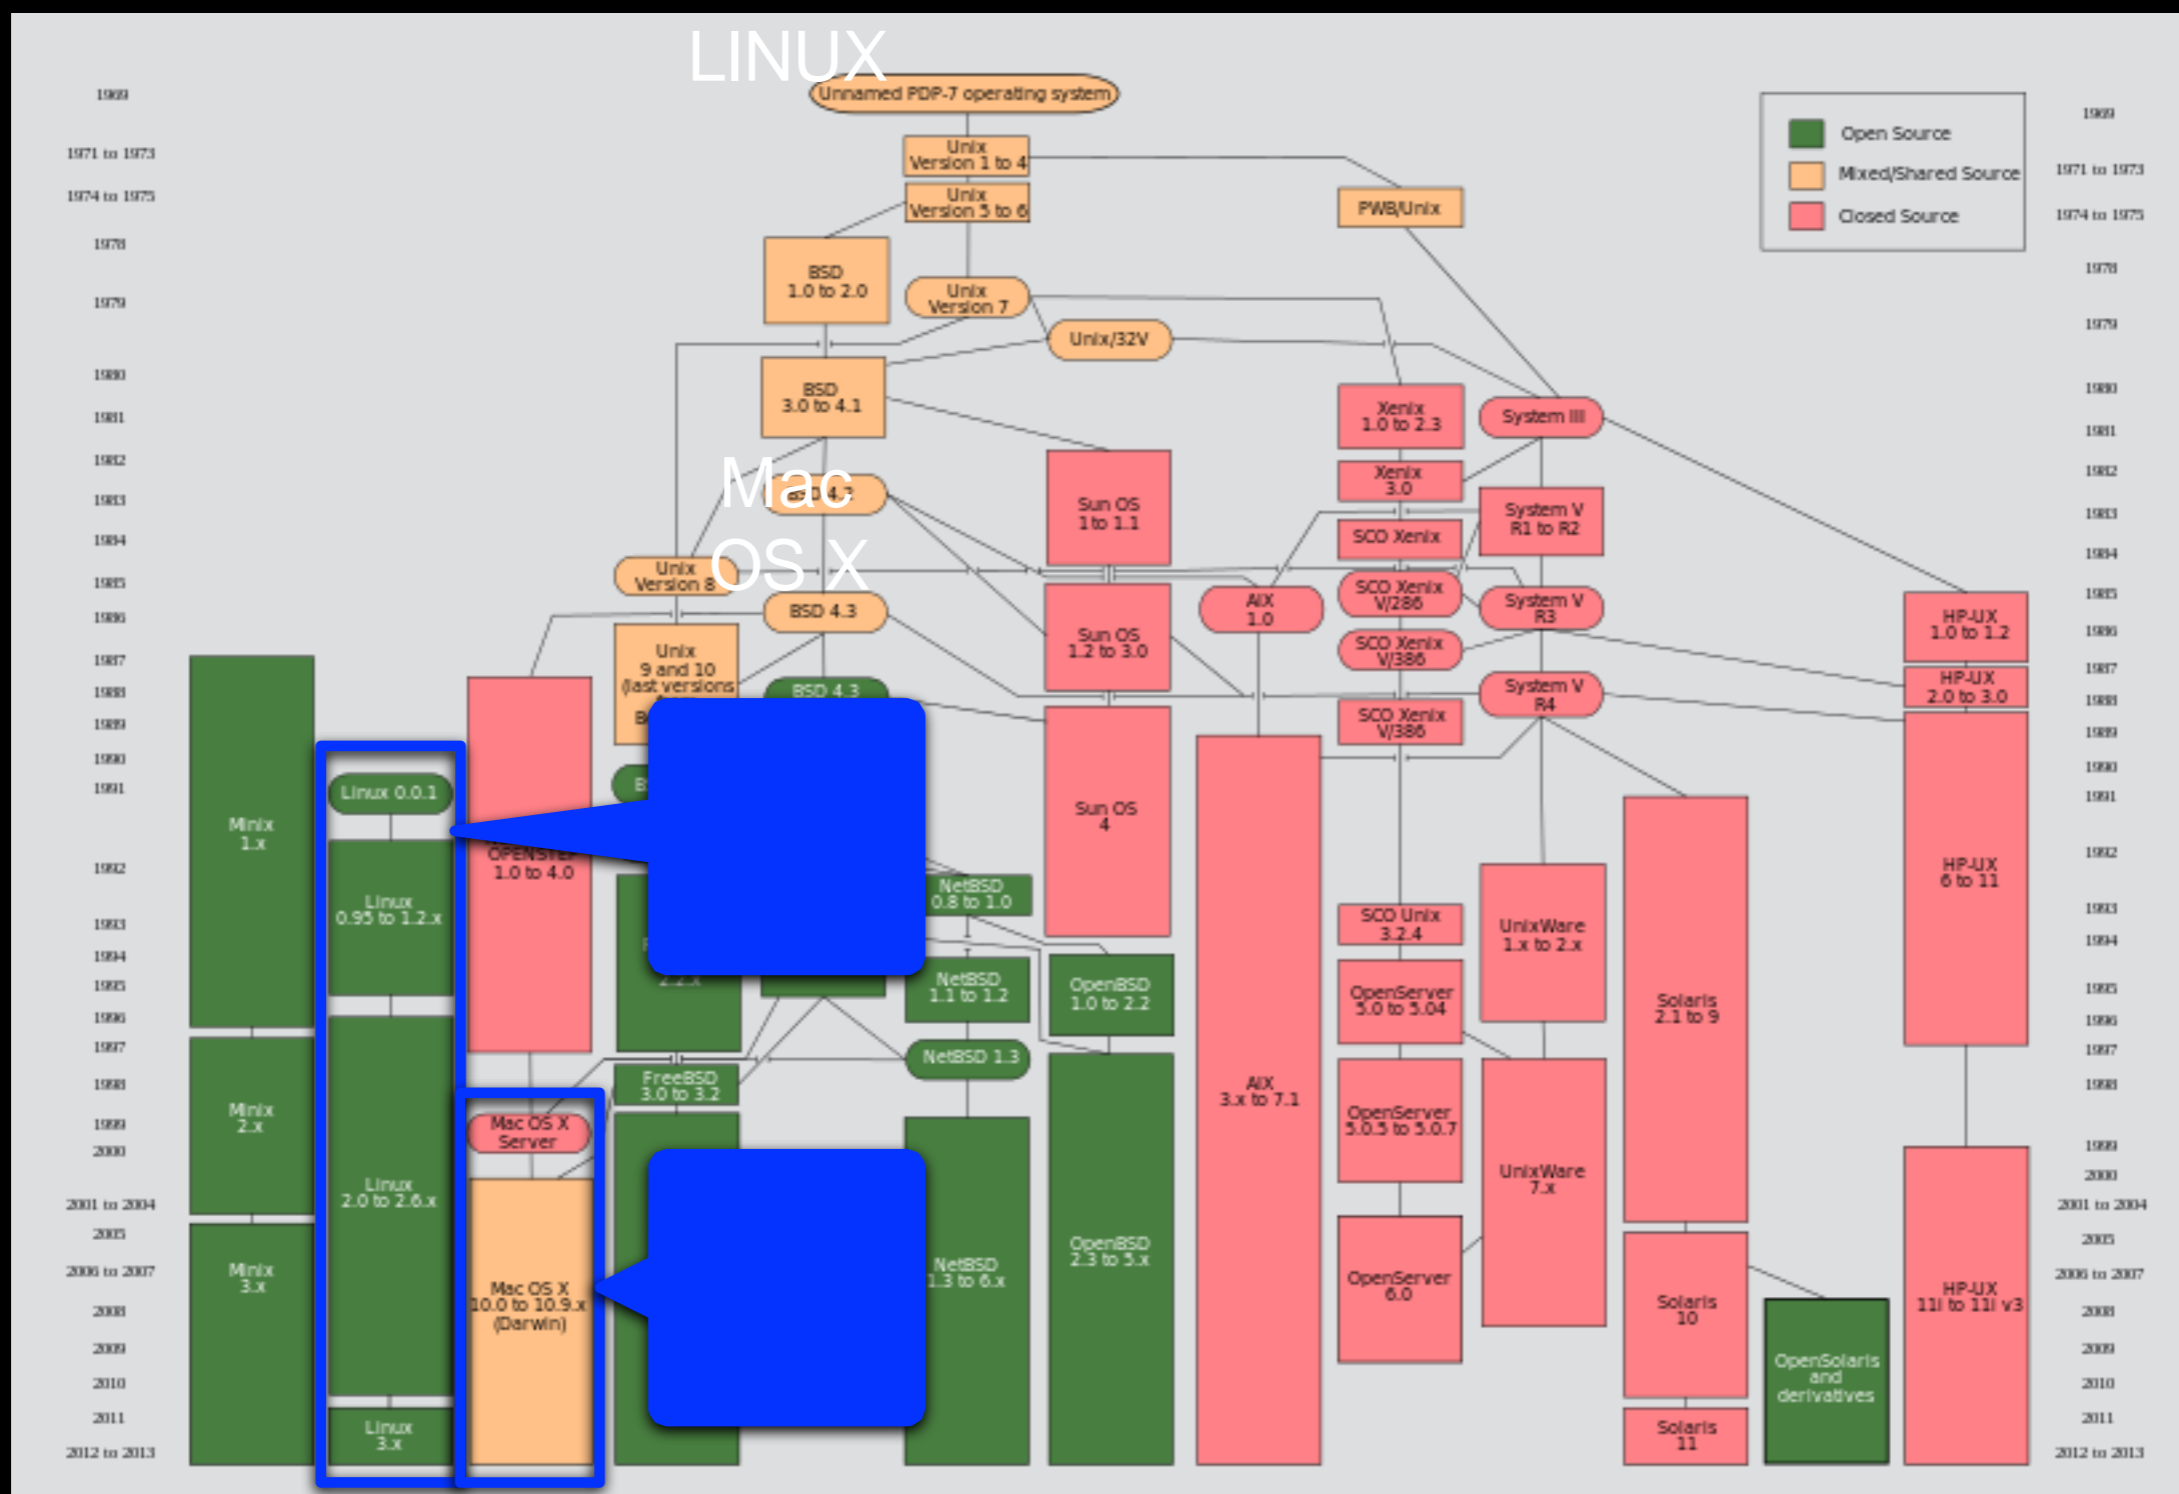 LINUX
Unnamed PDP-7 operating system
1969
1971 to 1973
1974 to 1975
1978
1979
1980
1981
1982
1983
1984
1985
1986
1987
1988
1989
1990
1991
1992
1993
1994
1995
1996
1997
1998
1999
2000
2001 to 2004
2005
2006 to 2007
2008
2009
2010
2011
2012 to 2013
Open Source
Mixed/Shared Source
Closed Source
Unix
Version 1 to 4
Unix
Version 5 to 6
PWB/Unix
BSD
1.0 to 2.0
Unix
Version 7
Unix/32V
BSD
3.0 to 4.1
Xenix
1.0 to 2.3
System III
Mac
OS X
BSD 4.2
Sun OS
1 to 1.1
Xenix
3.0
System V
R1 to R2
SCO Xenix
Unix
Version 8
SCO Xenix
V/286
AIX
1.0
System V
R3
BSD 4.3
HP-UX
1.0 to 1.2
Unix
9 and 10
(last versions
Sun OS
1.2 to 3.0
SCO Xenix
V/386
HP-UX
2.0 to 3.0
BSD 4.3
System V
R4
SCO Xenix
V/386
Minix
1.x
Linux 0.0.1
OPENSTEP
1.0 to 4.0
Sun OS
4
HP-UX
6 to 11
Linux
0.95 to 1.2.x
NetBSD
0.8 to 1.0
SCO Unix
3.2.4
UnixWare
1.x to 2.x
2.2.x
NetBSD
1.1 to 1.2
OpenBSD
1.0 to 2.2
OpenServer
5.0 to 5.04
Solaris
2.1 to 9
NetBSD 1.3
FreeBSD
3.0 to 3.2
AIX
3.x to 7.1
Minix
2.x
Mac OS X
Server
OpenServer
5.0.5 to 5.0.7
Linux
2.0 to 2.6.x
UnixWare
7.x
Minix
3.x
Mac OS X
10.0 to 10.9.x
(Darwin)
NetBSD
1.3 to 6.x
OpenBSD
2.3 to 5.x
OpenServer
6.0
Solaris
10
HP-UX
11i to 11i v3
OpenSolaris
and
derivatives
Linux
3.x
Solaris
11
1969
1971 to 1973
1974 to 1975
1978
1979
1980
1981
1982
1983
1984
1985
1986
1987
1988
1989
1990
1991
1992
1993
1994
1995
1996
1997
1998
1999
2000
2001 to 2004
2005
2006 to 2007
2008
2009
2010
2011
2012 to 2013